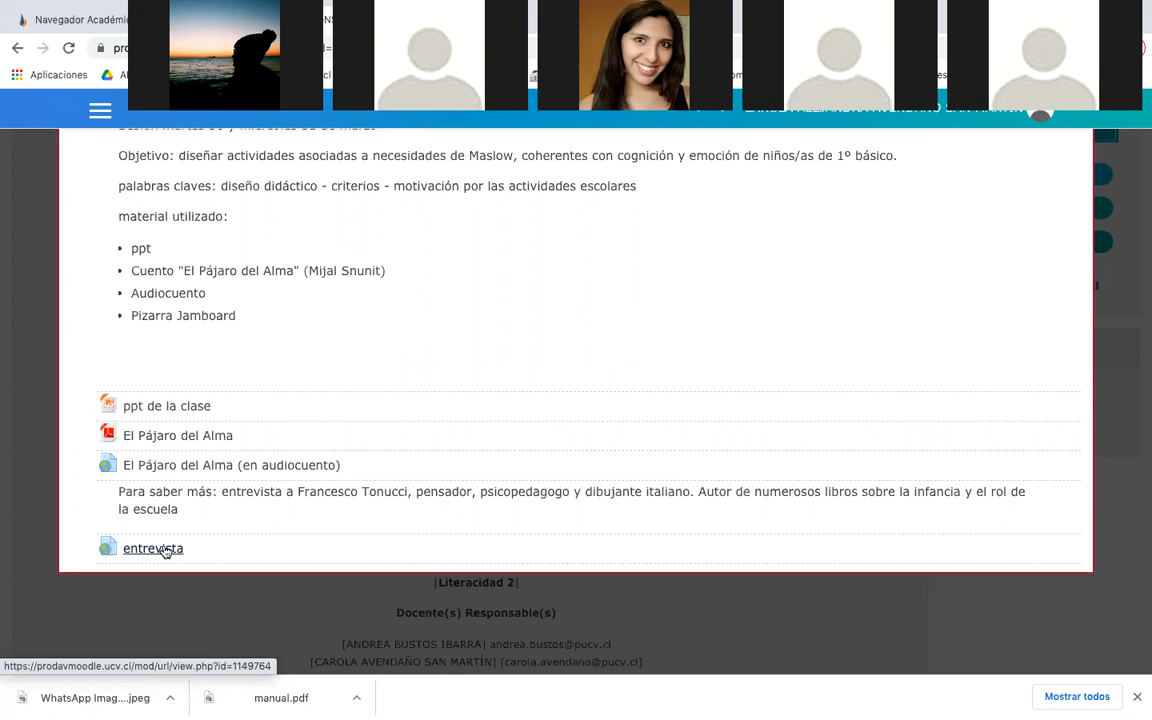 Navegador Académic
Aplicaciones
Objetivo: diseñar actividades asociadas a necesidades de Maslow, coherentes con cognición y emoción de niños/as de 1º básico.
palabras claves: diseño didáctico - criterios - motivación por las actividades escolares
material utilizado:
• ppt
• Cuento "El Pájaro del Alma" (Mijal Snunit)
• Audiocuento
• Pizarra Jamboard
ppt de la clase
El Pájaro del Alma
El Pájaro del Alma (en audiocuento)
Para saber más: entrevista a Francesco Tonucci, pensador, psicopedagogo y dibujante italiano. Autor de numerosos libros sobre la infancia y el rol de
la escuela
entrevista
|Literacidad 2|
Docente(s) Responsable(s)
[ANDREA BUSTOS IBARRA| andrea.bustos@pucv.cl
[CAROLA AVENDAÑO SAN MARTÍN] [carola.avendano@pucv.cl]
https://prodavmoodle.ucv.cl/mod/url/view.php?id=1149764
WhatsApp Imag....jpeg
manual.pdf
Mostrar todos